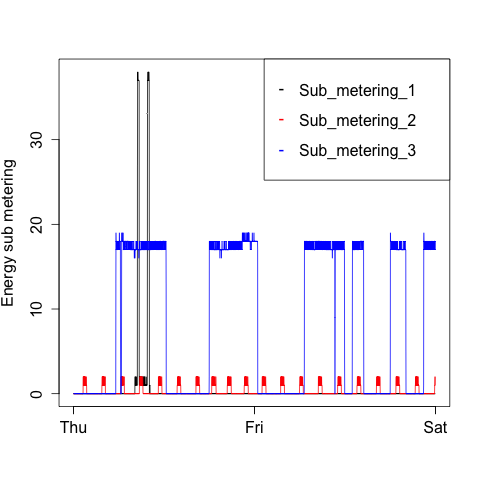 Sub_metering_1
Sub_metering_2
Sub_metering_3
Energy sub metering
30
20
10
0
Thu Fri Sat